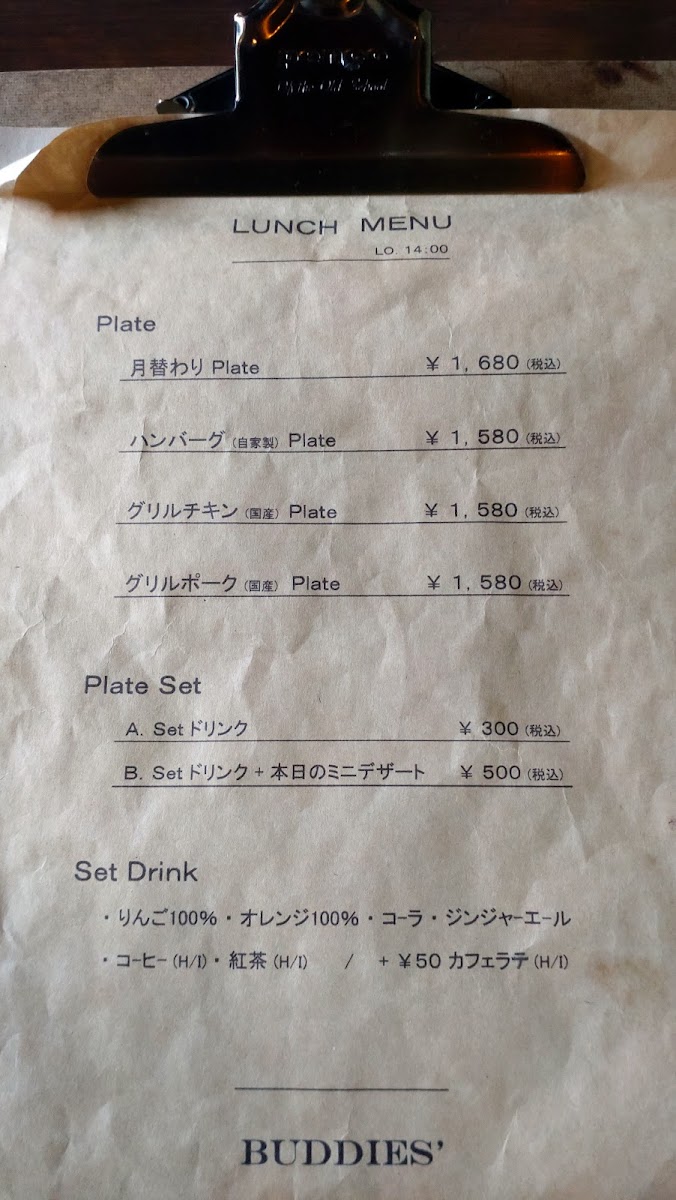 Of the Old School
LUNCH MENU
LO. 14:00
Plate
月替わり Plate ¥ 1, 680 (税込)
ハンバーグ (自家製) Plate ¥ 1, 580 (税込)
グリルチキン (国産) Plate ¥ 1, 580 (税込)
グリルポーク (国産) Plate ¥ 1, 580 (税込)
Plate Set
A. Set ドリンク ¥ 300 (税込)
B. Set ドリンク + 本日のミニデザート ¥ 500 (税込)
Set Drink
・りんご100%・オレンジ100%・コーラ・ジンジャーエール
・コーヒー (H/I)・紅茶 (H/I) / + ¥50 カフェラテ (H/I)
BUDDIES'